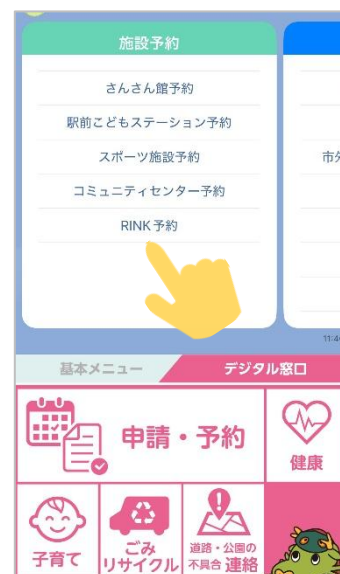 施設予約
さんさん館予約
駅前こどもステーション予約
スポーツ施設予約
コミュニティセンター予約
RINK予約
基本メニュー
デジタル窓口
申請・予約
健康
子育て
ごみ
リサイクル
道路・公園の
不具合 連絡